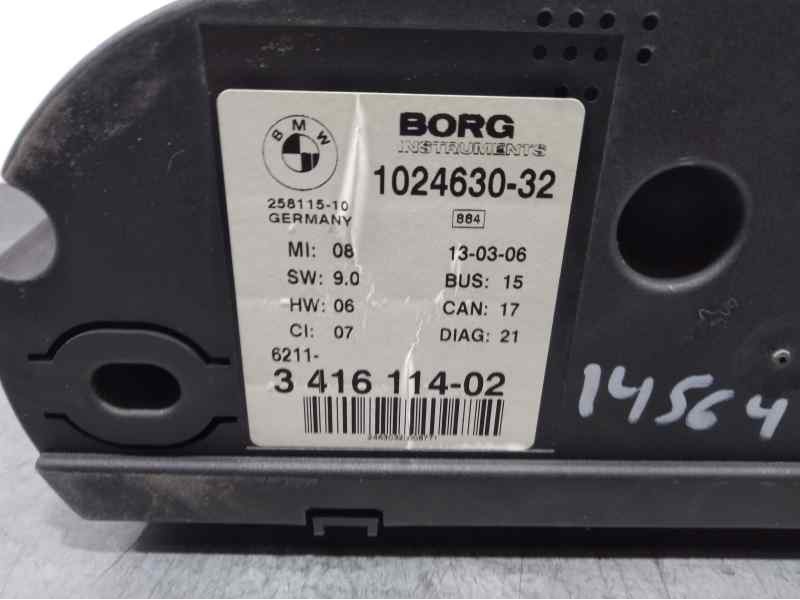 BMW
BORG
INSTRUMENTS
1024630-32
258115-10
GERMANY
884
MI: 08
13-03-06
SW: 9.0
BUS: 15
HW: 06
CAN: 17
CI: 07
DIAG: 21
6211-
3 416 114-02
14564